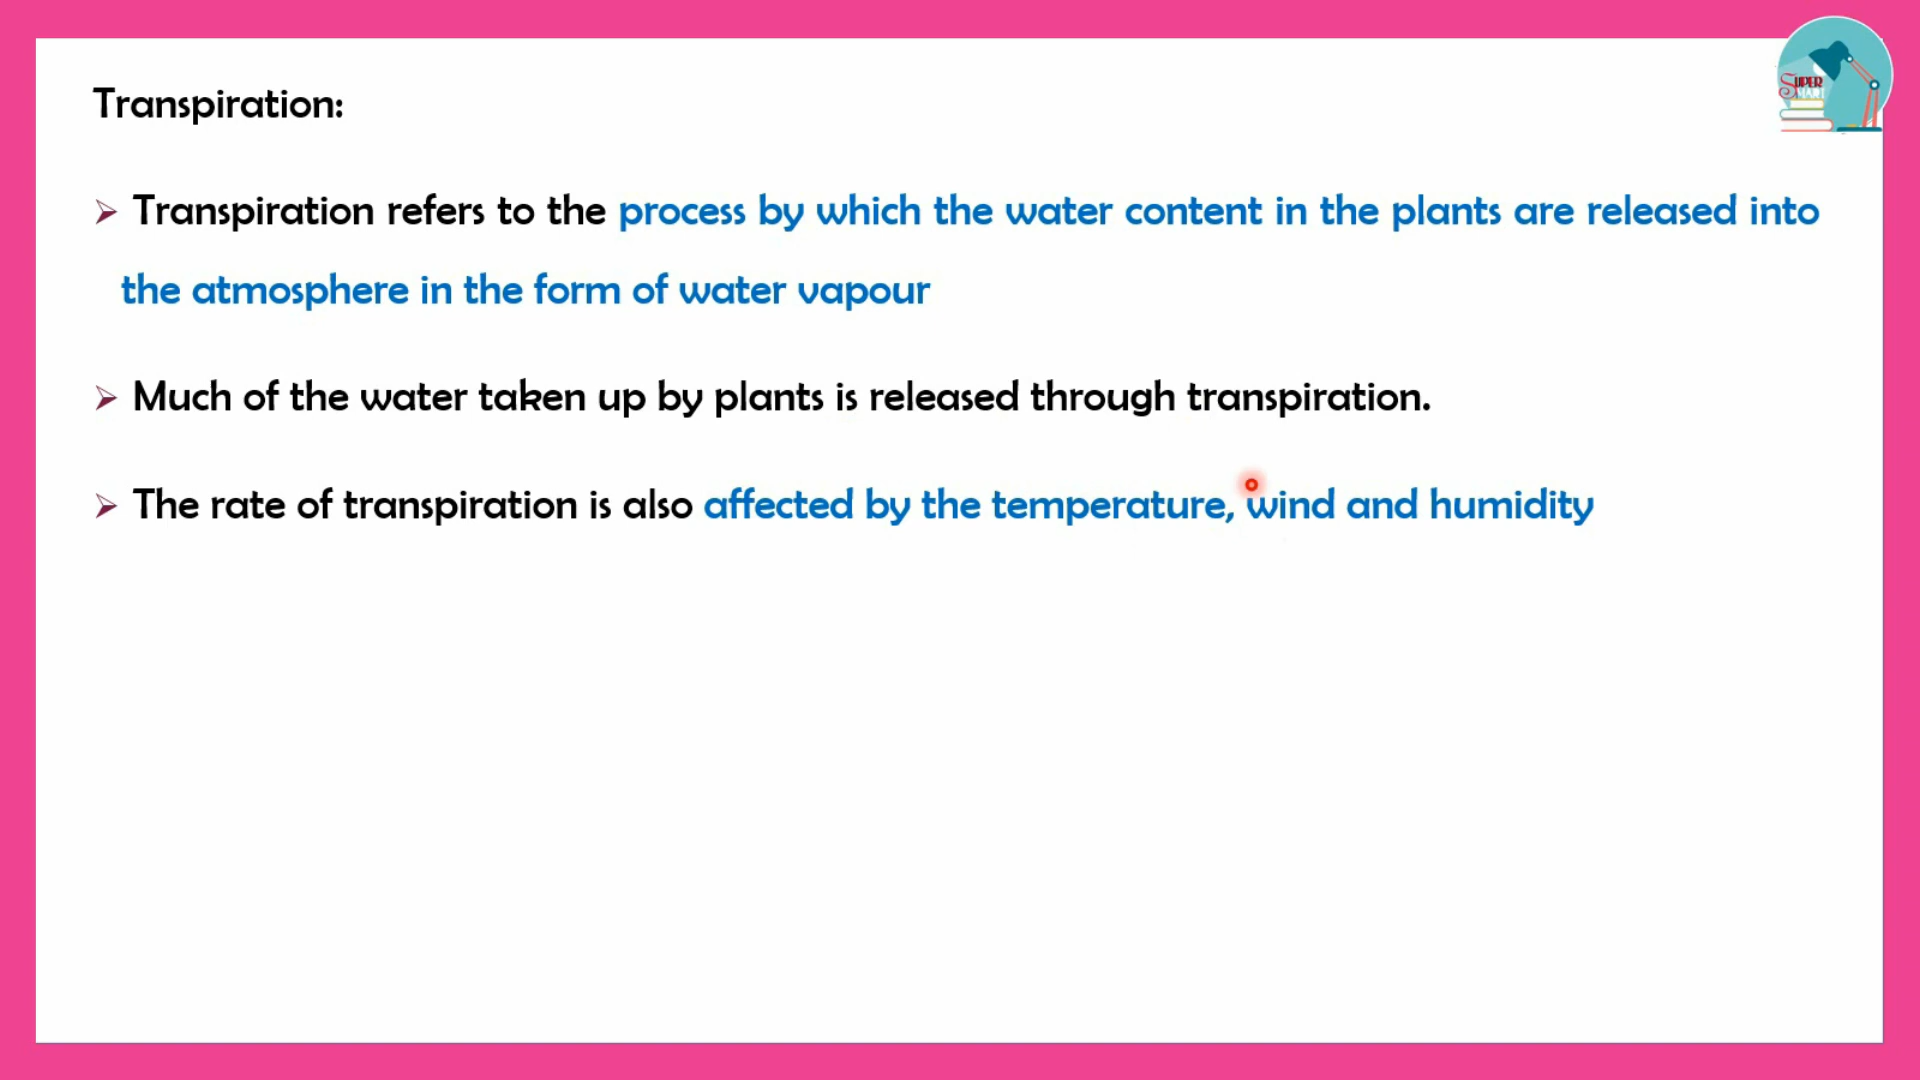 Transpiration:
SUPER
➢ Transpiration refers to the process by which the water content in the plants are released into
the atmosphere in the form of water vapour
➢ Much of the water taken up by plants is released through transpiration.
➢ The rate of transpiration is also affected by the temperature, wind and humidity